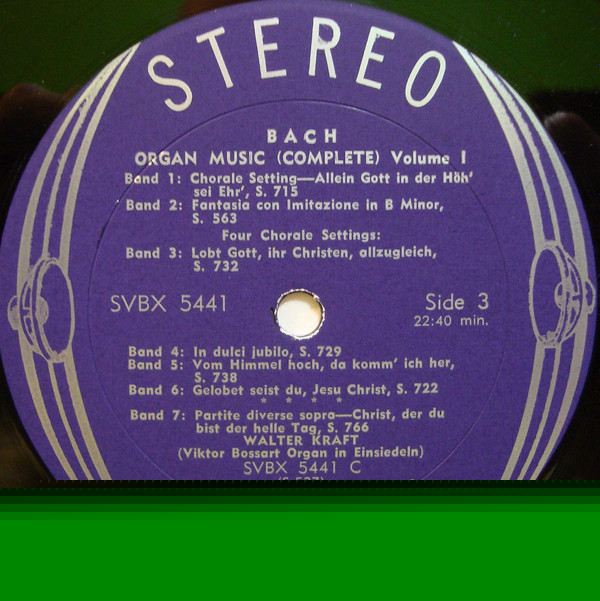 STEREO
BACH
ORGAN MUSIC (COMPLETE) Volume I
Band 1: Chorale Setting—Allein Gott in der Höh'
sei Ehr', S. 715
Band 2: Fantasia con Imitazione in B Minor,
S. 563
Four Chorale Settings:
Band 3: Lobt Gott, ihr Christen, allzugleich,
S. 732
SVBX 5441 Side 3
22:40 min.
Band 4: In dulci jubilo, S. 729
Band 5: Vom Himmel hoch, da komm' ich her,
S. 738
Band 6: Gelobet seist du, Jesu Christ, S. 722
* * * *
Band 7: Partite diverse sopra—Christ, der du
bist der helle Tag, S. 766
WALTER KRAFT
(Viktor Bossart Organ in Einsiedeln)
SVBX 5441 C